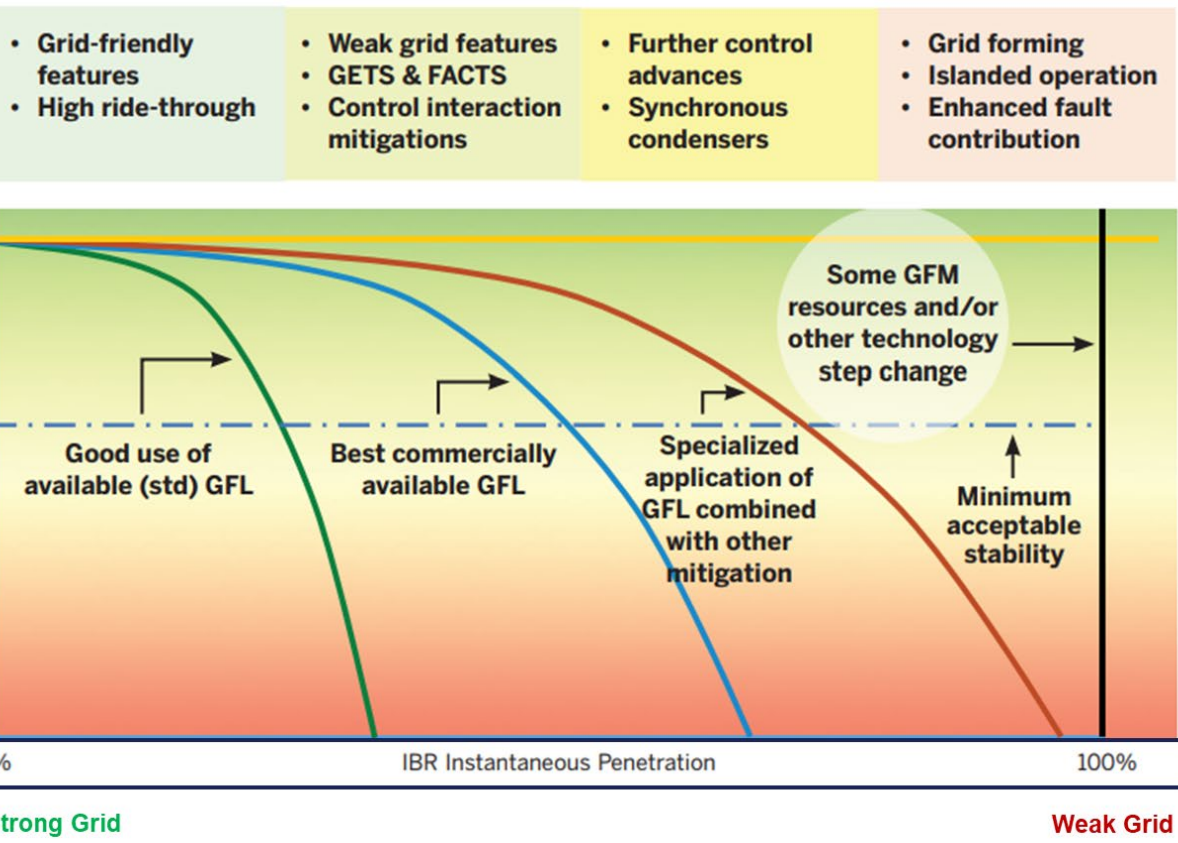 • Grid-friendly
features
• High ride-through
• Weak grid features
• GETS & FACTS
• Control interaction
mitigations
• Further control
advances
• Synchronous
condensers
• Grid forming
• Islanded operation
• Enhanced fault
contribution
Some GFM
resources and/or
other technology
step change
Good use of
available (std) GFL
Best commercially
available GFL
Specialized
application of
GFL combined
with other
mitigation
Minimum
acceptable
stability
%
IBR Instantaneous Penetration
100%
trong Grid
Weak Grid